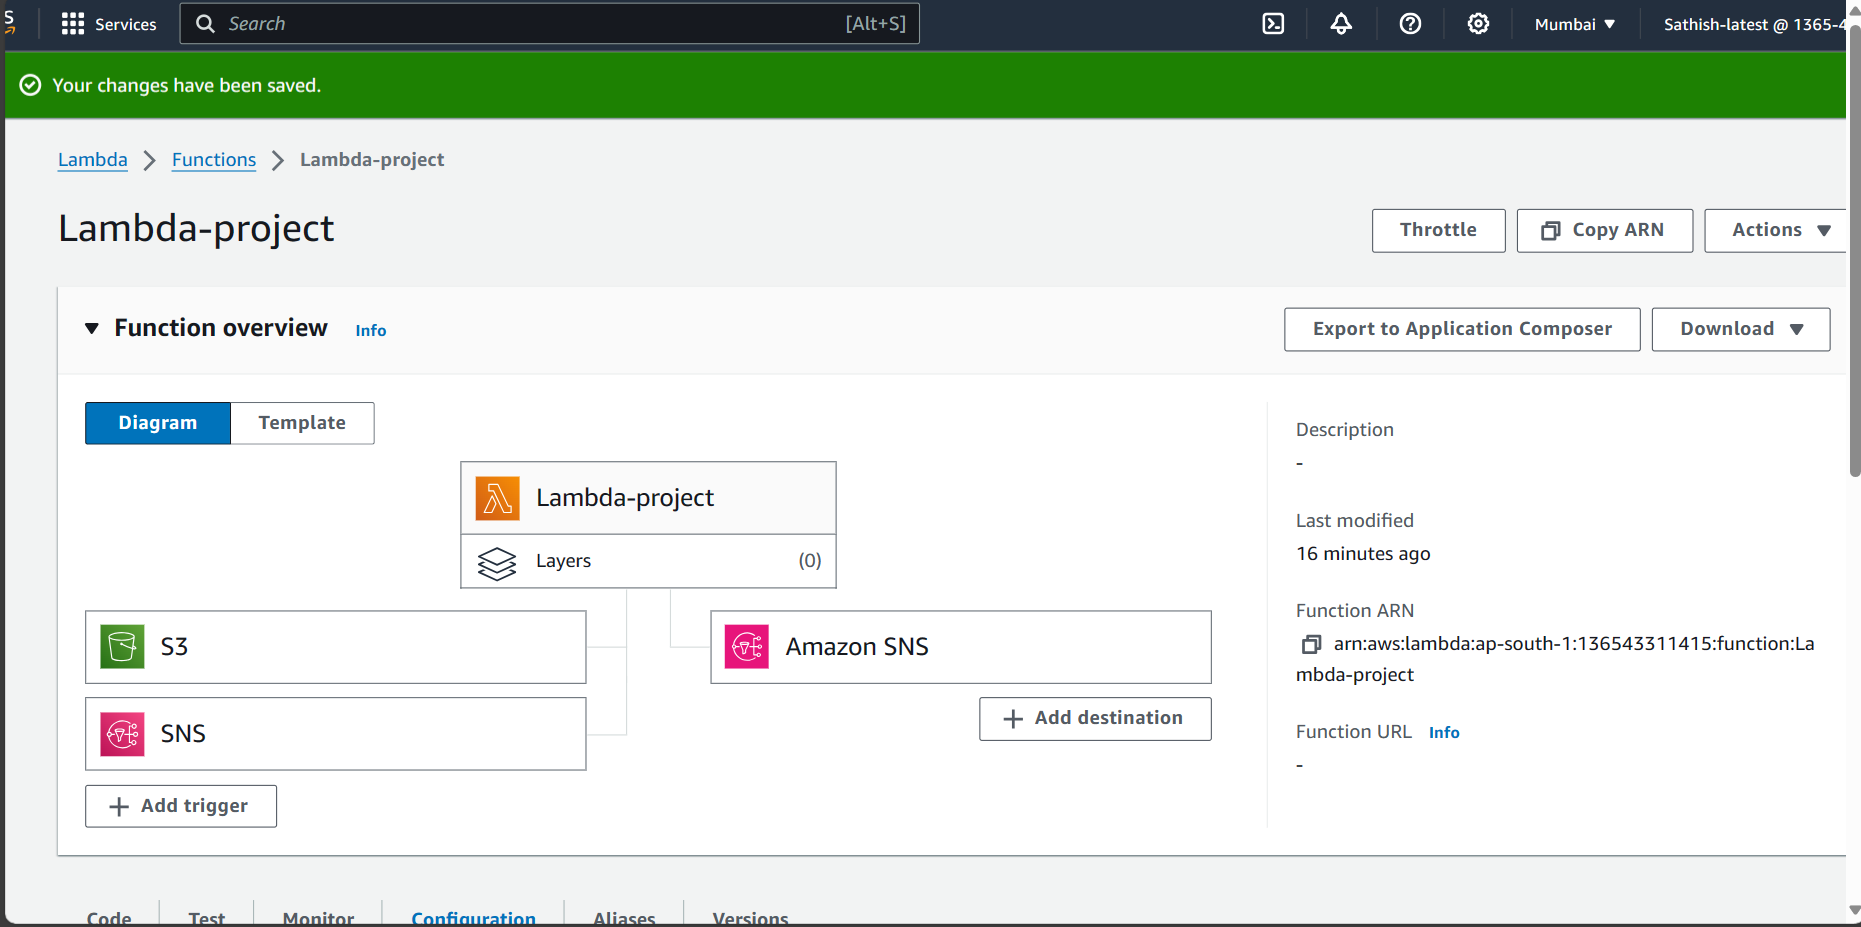 Services
Search
[Alt+S]
Mumbai
Sathish-latest @ 1365-4
Your changes have been saved.
Lambda
Functions
Lambda-project
Lambda-project
Throttle
Copy ARN
Actions
Function overview
Info
Export to Application Composer
Download
Diagram
Template
Lambda-project
Layers
(0)
S3
SNS
Add trigger
Amazon SNS
Add destination
Description
-
Last modified
16 minutes ago
Function ARN
arn:aws:lambda:ap-south-1:136543311415:function:La
mbda-project
Function URL
Info
-
Code
Test
Monitor
Configuration
Aliases
Versions